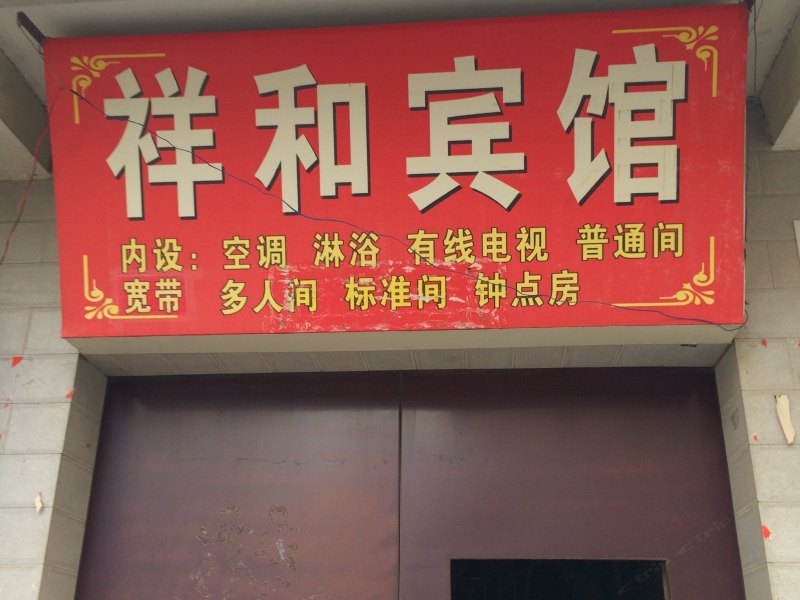 祥和宾馆
内设：空调 淋浴 有线电视 普通间
宽带 多人间 标准间 钟点房